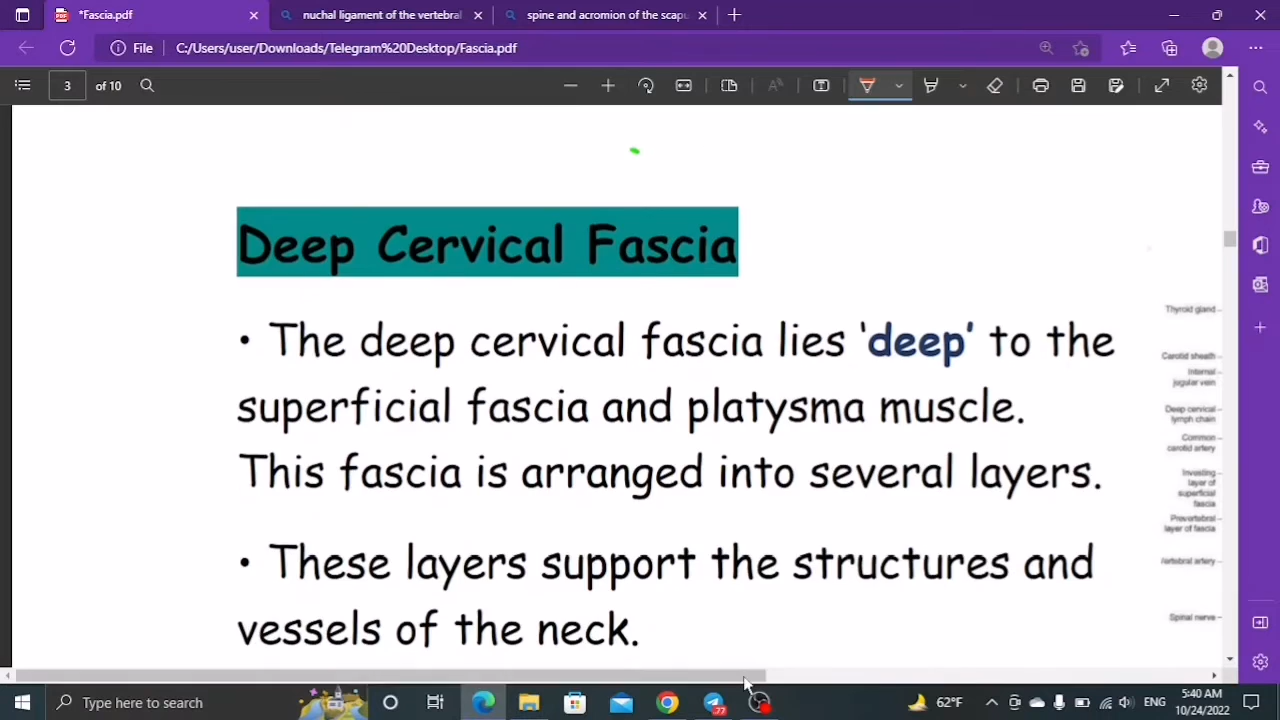 *Fascia.pdf
nuchal ligament of the vertebral
spine and acromion of the scapu
File
C:/Users/user/Downloads/Telegram%20Desktop/Fascia.pdf
3 of 10
Deep Cervical Fascia
• The deep cervical fascia lies ‘deep’ to the
superficial fascia and platysma muscle.
This fascia is arranged into several layers.
• These layers support the structures and
vessels of the neck.
Thyroid gland
Carotid sheath
Internal
jugular vein
Deep cervical
lymph chain
Common
carotid artery
Investing
layer of
superficial
fascia
Prevertebral
layer of fascia
Vertebral artery
Spinal nerve
Type here to search
77
62°F
ENG
5:40 AM
10/24/2022